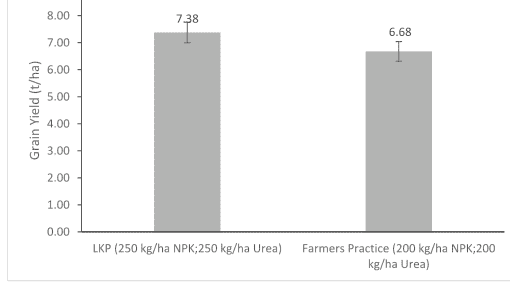 8.00
7.00
6.00
5.00
4.00
3.00
2.00
1.00
0.00
Grain Yield (t/ha)
7.38
6.68
LKP (250 kg/ha NPK;250 kg/ha Urea)
Farmers Practice (200 kg/ha NPK;200
kg/ha Urea)